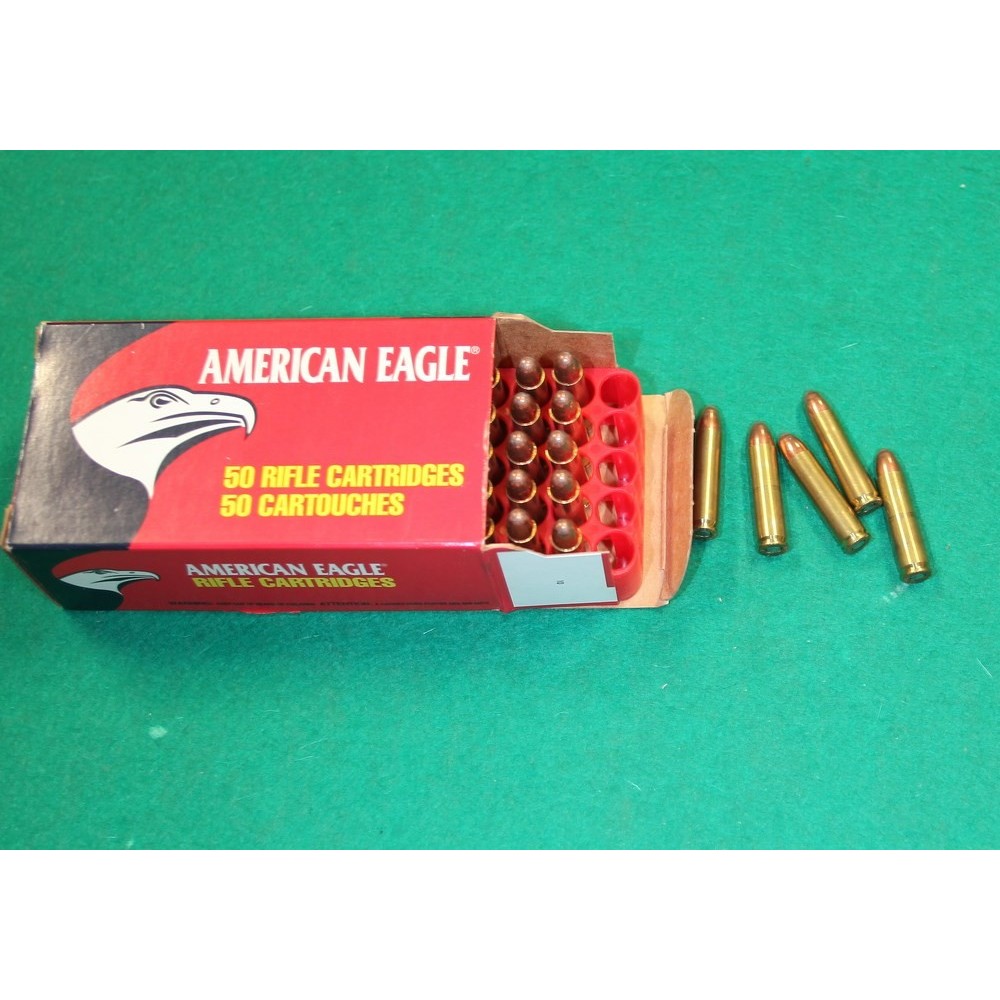 AMERICAN EAGLE®
50 RIFLE CARTRIDGES
50 CARTOUCHES
AMERICAN EAGLE®
RIFLE CARTRIDGES